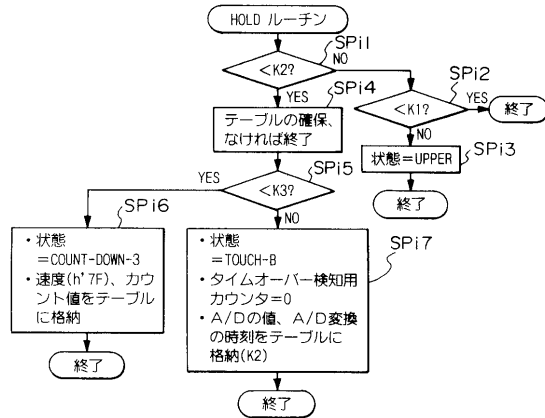 HOLD ルーチン
SPi1
<K2?
NO
YES
SPi4
SPi2
<K1?
YES
終了
NO
テーブルの確保、
なければ終了
SPi3
状態=UPPER
終了
SPi5
<K3?
YES
NO
SPi6
・状態
=COUNT-DOWN-3
・速度(h'7F)、カウ
ント値をテーブル
に格納
終了
SPi7
・状態
=TOUCH-B
・タイムオーバー検知用
カウンタ=0
・A/Dの値、A/D変換
の時刻をテーブルに
格納(K2)
終了